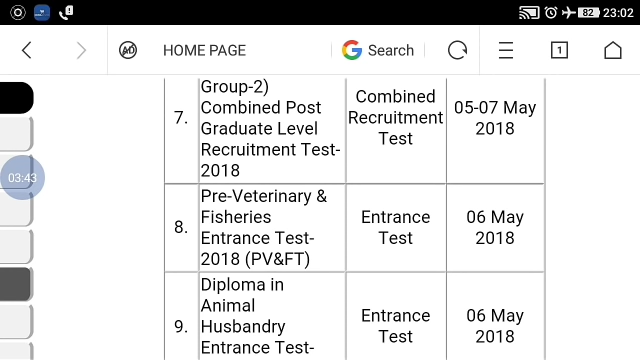 82 23:02
AD HOME PAGE Search 1
Group-2)
Combined Post
Graduate Level
Recruitment Test-
2018
7.
Combined
Recruitment
Test
05-07 May
2018
03:43
Pre-Veterinary &
Fisheries
Entrance Test-
2018 (PV&FT)
8.
Entrance
Test
06 May
2018
Diploma in
Animal
Husbandry
Entrance Test-
9.
Entrance
Test
06 May
2018